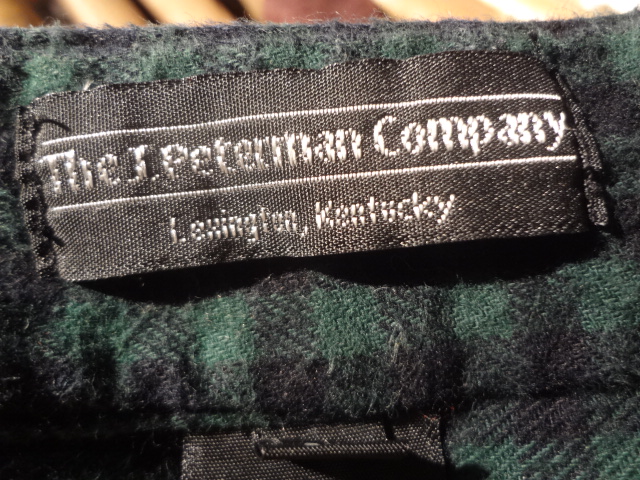 The J. Peterman Company
Lexington, Kentucky